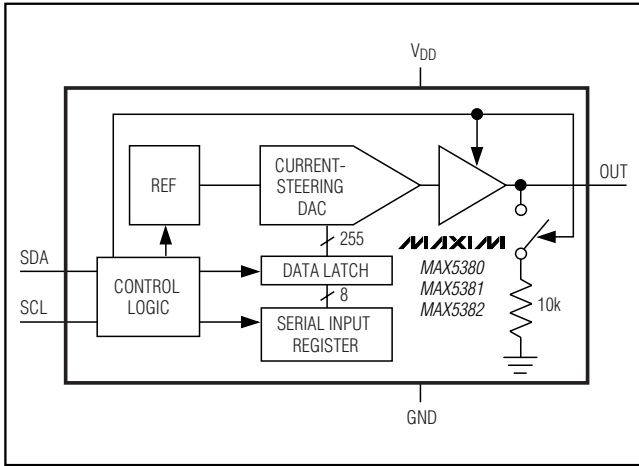 VDD
REF
CURRENT-
STEERING
DAC
OUT
255
MAXIM
MAX5380
MAX5381
MAX5382
SDA
SCL
CONTROL
LOGIC
DATA LATCH
8
SERIAL INPUT
REGISTER
10k
GND